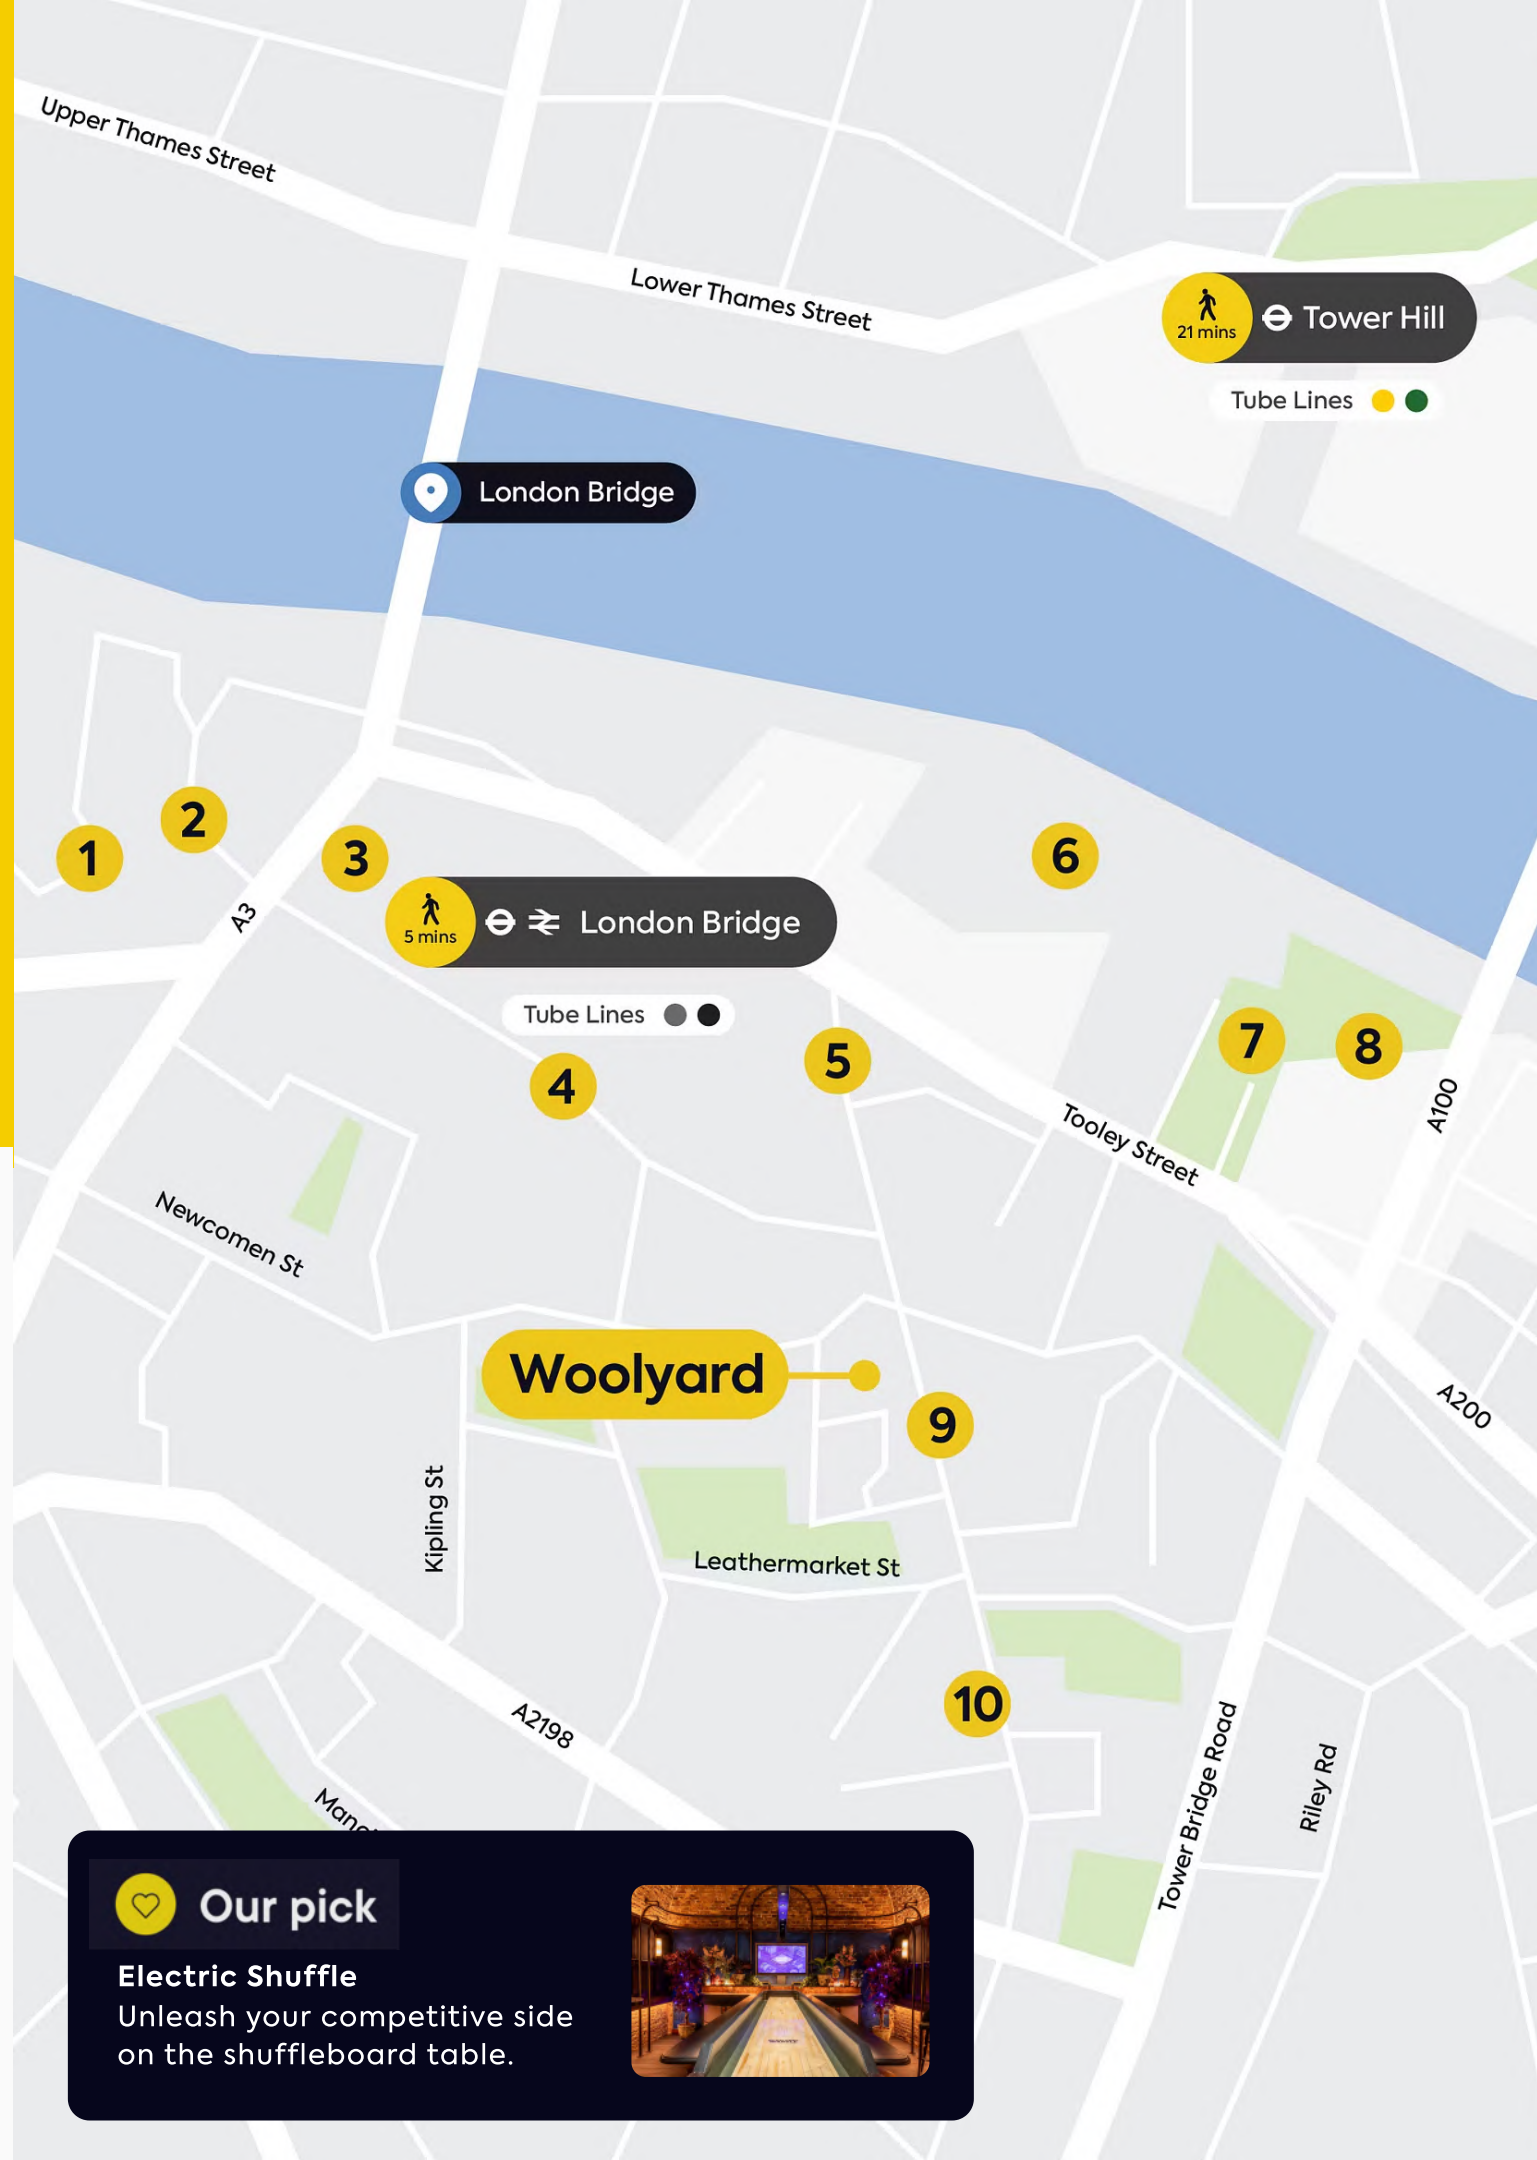 Upper Thames Street
Lower Thames Street
21 mins
Tower Hill
Tube Lines
London Bridge
1
2
3
6
A3
5 mins
London Bridge
Tube Lines
4
5
7
8
A100
Tooley Street
Newcomen St
Woolyard
9
A200
Kipling St
Leathermarket St
10
A2198
Tower Bridge Road
Riley Rd
Our pick
Electric Shuffle
Unleash your competitive side
on the shuffleboard table.